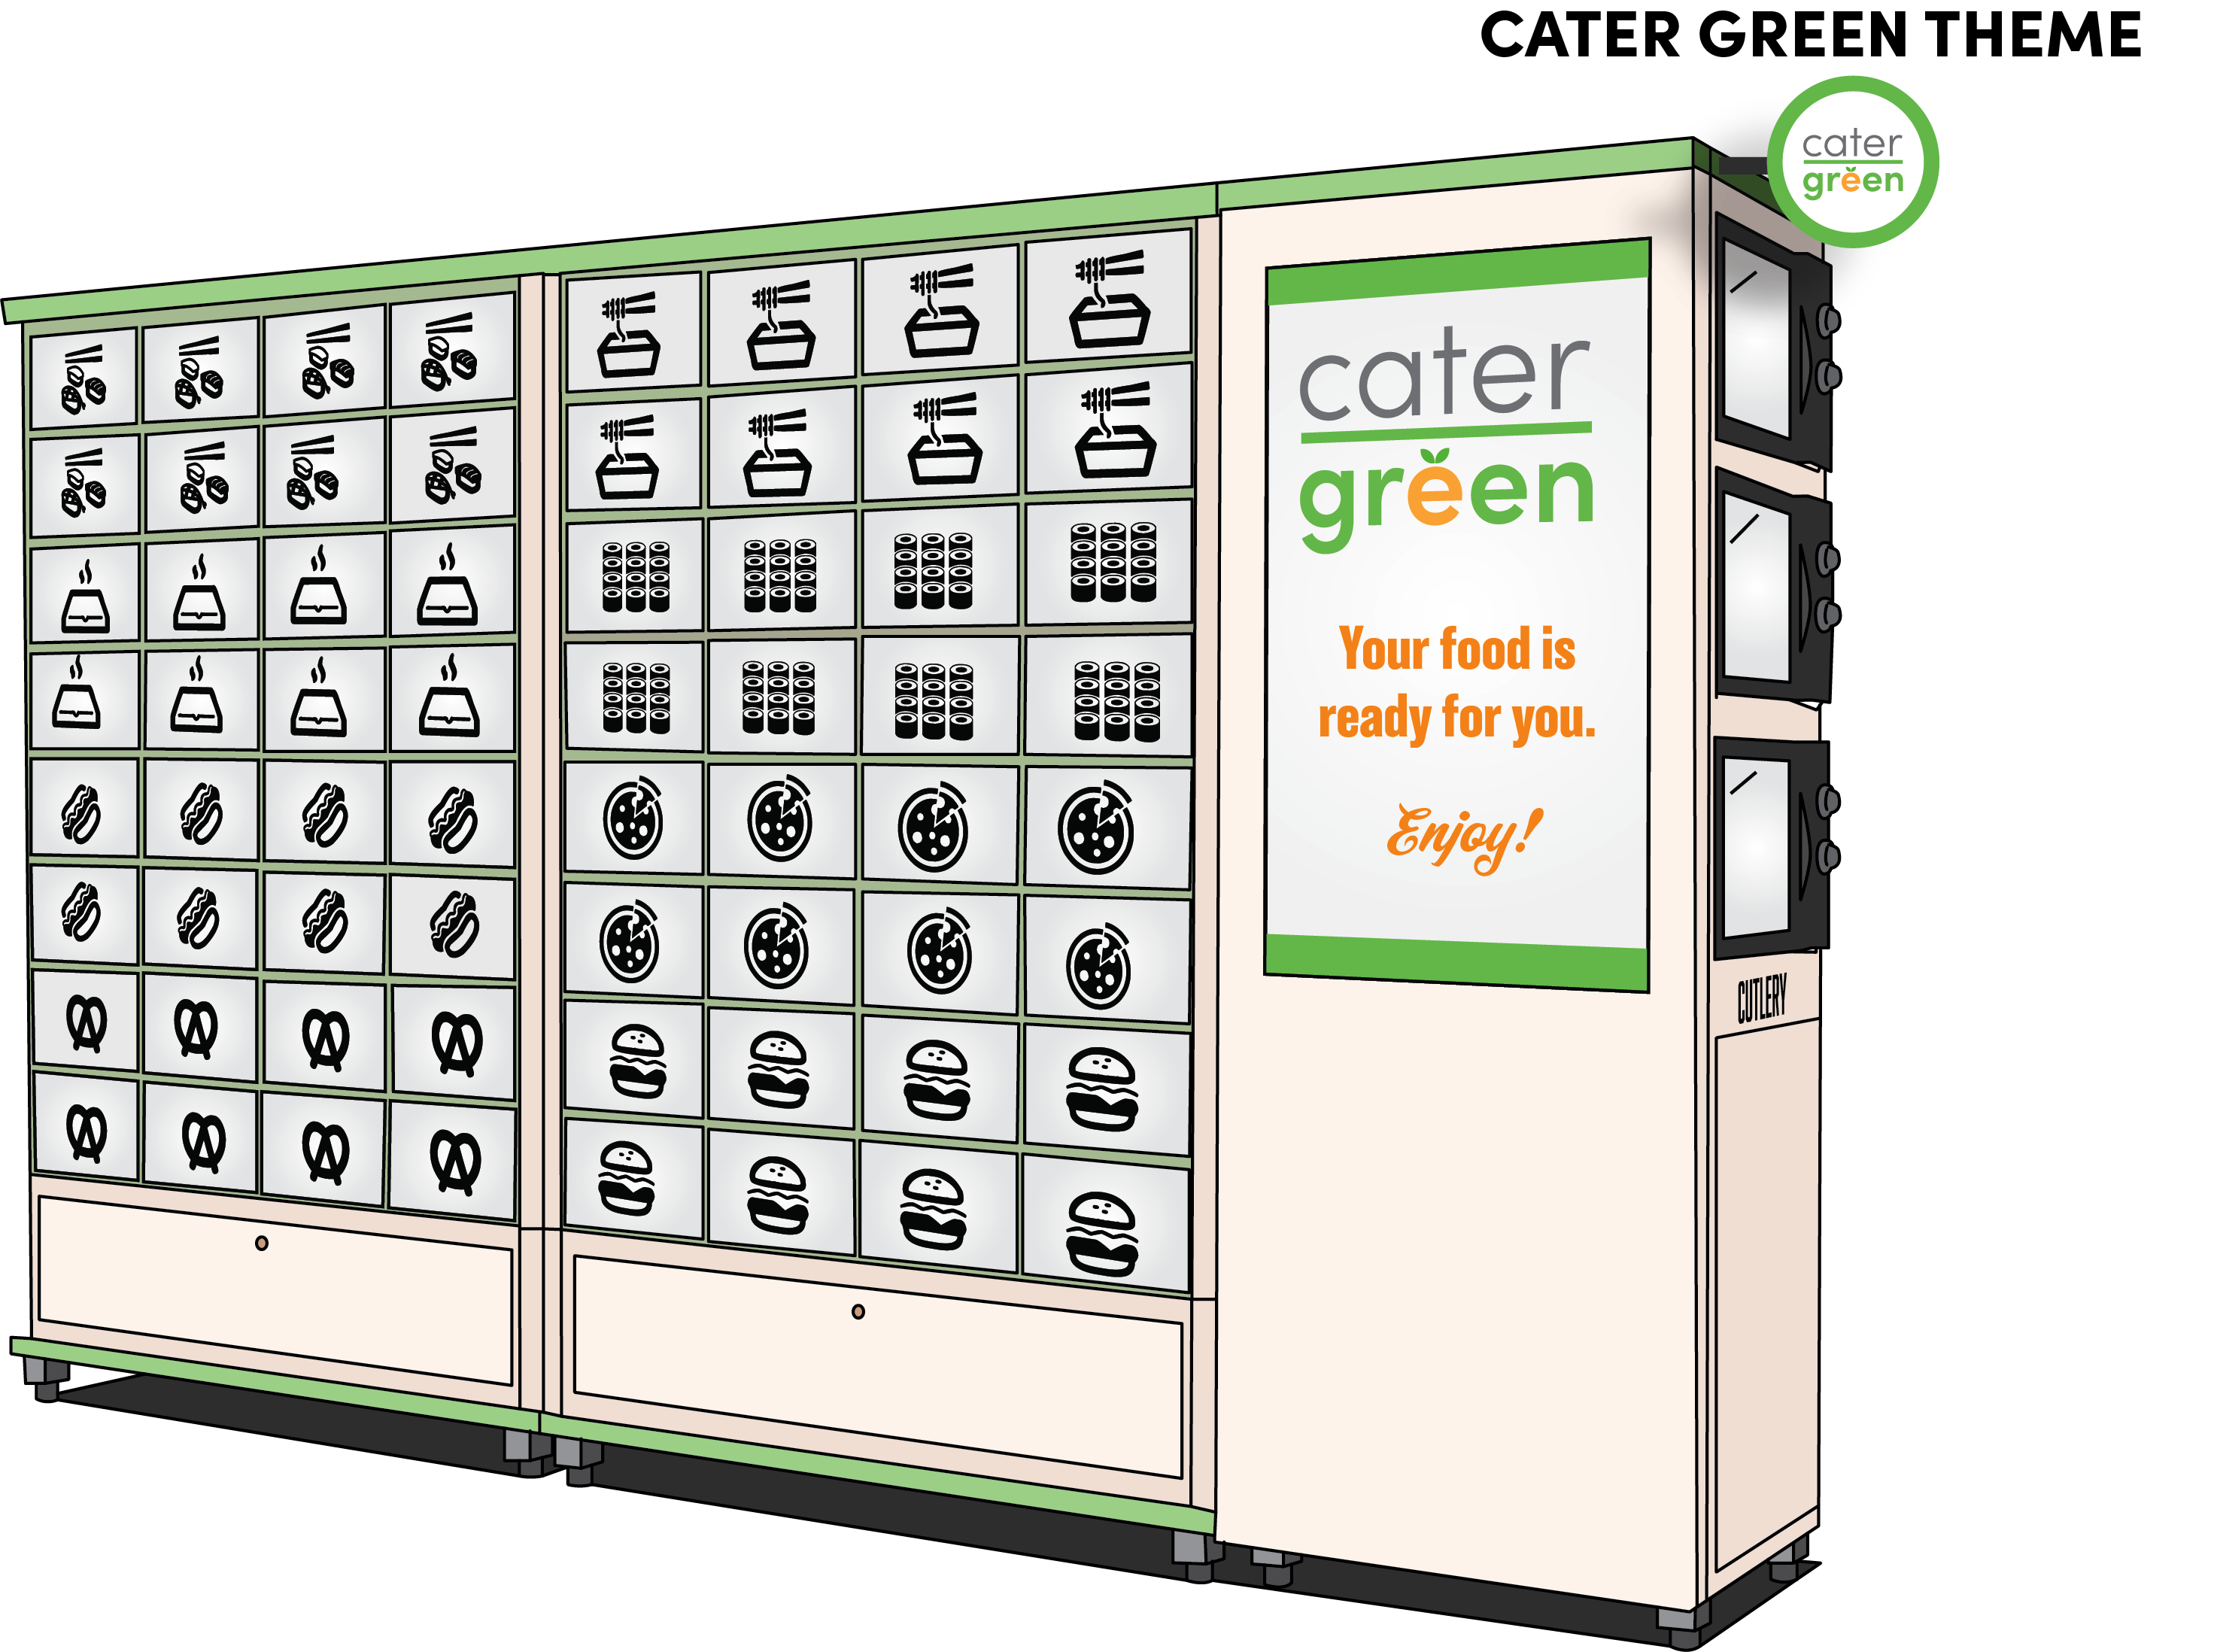 CATER GREEN THEME
cater
green
cater
green
Your food is
ready for you.
Enjoy!
CUTLERY